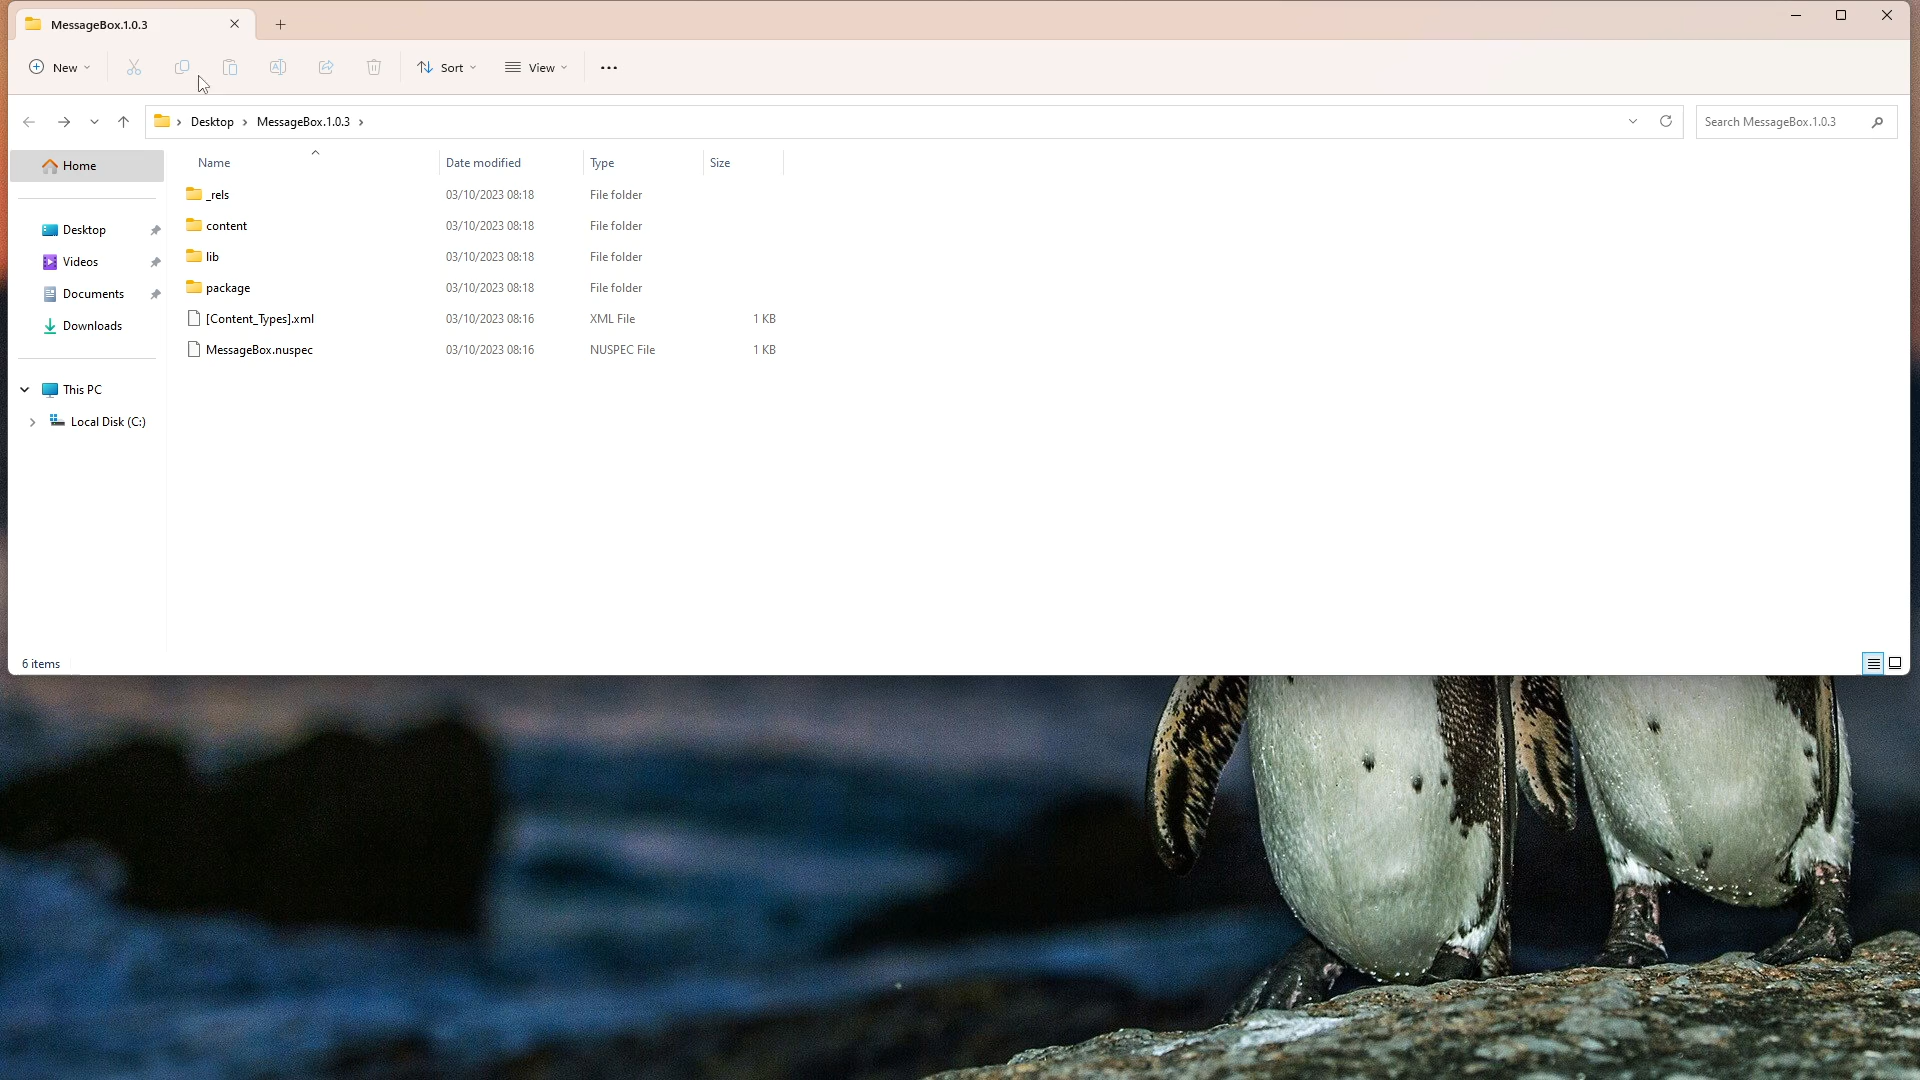 MessageBox.1.0.3
New
Sort
View
Desktop
MessageBox.1.0.3
Search MessageBox.1.0.3
Home
Desktop
Videos
Documents
Downloads
This PC
Local Disk (C:)
Name Date modified Type Size
_rels 03/10/2023 08:18 File folder
content 03/10/2023 08:18 File folder
lib 03/10/2023 08:18 File folder
package 03/10/2023 08:18 File folder
[Content_Types].xml 03/10/2023 08:16 XML File 1 KB
MessageBox.nuspec 03/10/2023 08:16 NUSPEC File 1 KB
6 items